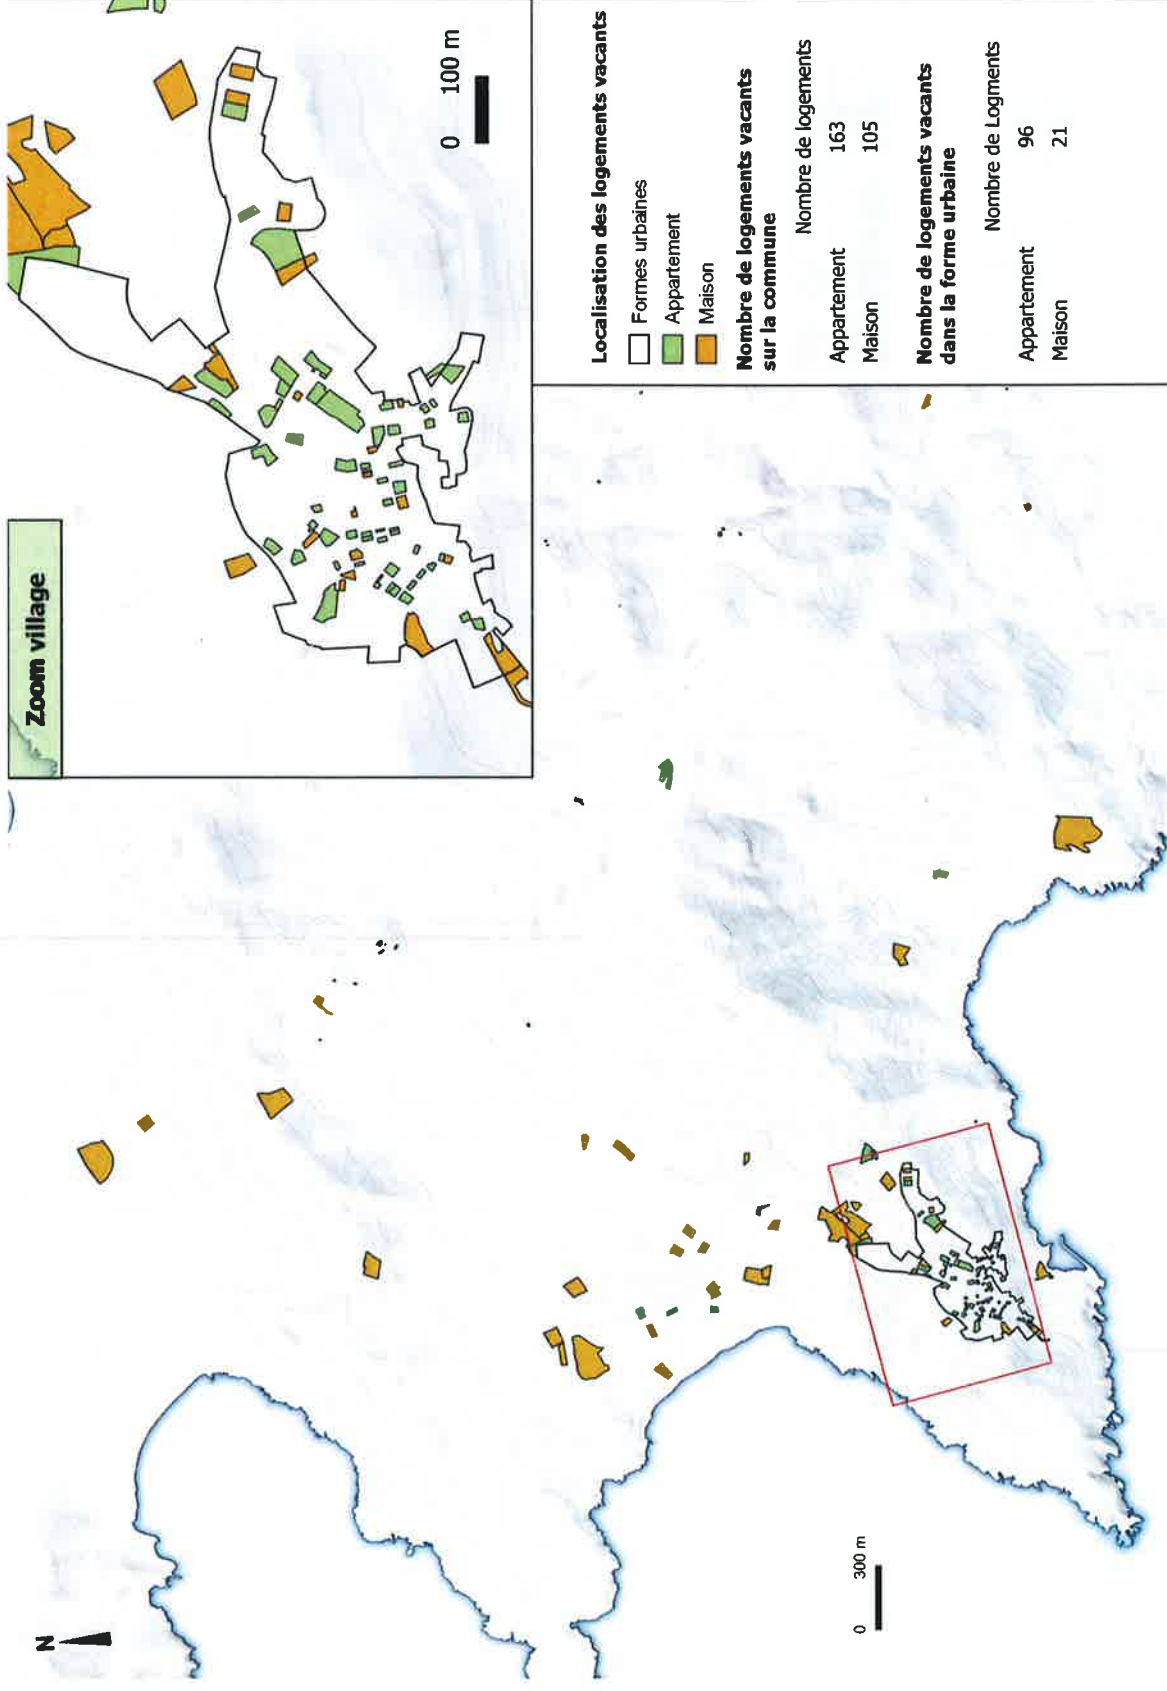 Zoom village
0 100 m
Localisation des logements vacants
Formes urbaines
Appartement
Maison
Nombre de logements vacants
sur la commune
Nombre de logements
Appartement 163
Maison 105
Nombre de logements vacants
dans la forme urbaine
Nombre de Logments
Appartement 96
Maison 21
N
0 300 m